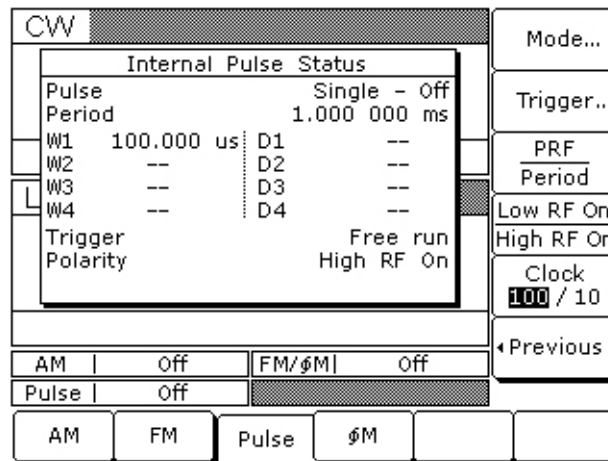 CW
Internal Pulse Status
Pulse Single - Off
Period 1.000 000 ms
W1 100.000 us D1 --
W2 -- D2 --
W3 -- D3 --
W4 -- D4 --
Trigger Free run
Polarity High RF On
L
AM | Off FM/ϕM| Off
Pulse | Off
Mode...
Trigger..
PRF
Period
Low RF On
High RF On
Clock
100 / 10
Previous
AM FM Pulse ϕM